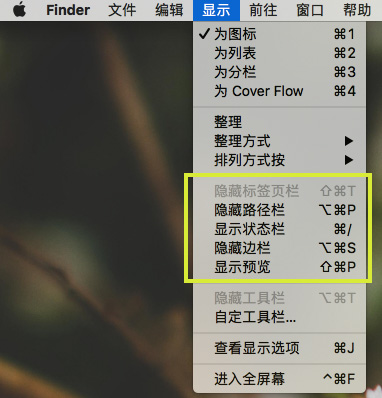 Finder 文件 编辑 显示 前往 窗口 帮助
✓ 为图标 ⌘1
为列表 ⌘2
为分栏 ⌘3
为 Cover Flow ⌘4
整理
整理方式 ▶
排列方式按 ▶
隐藏标签页栏 ⇧⌘T
隐藏路径栏 ⌥⌘P
显示状态栏 ⌘/
隐藏边栏 ⌥⌘S
显示预览 ⇧⌘P
隐藏工具栏 ⌥⌘T
自定工具栏...
查看显示选项 ⌘J
进入全屏幕 ^⌘F